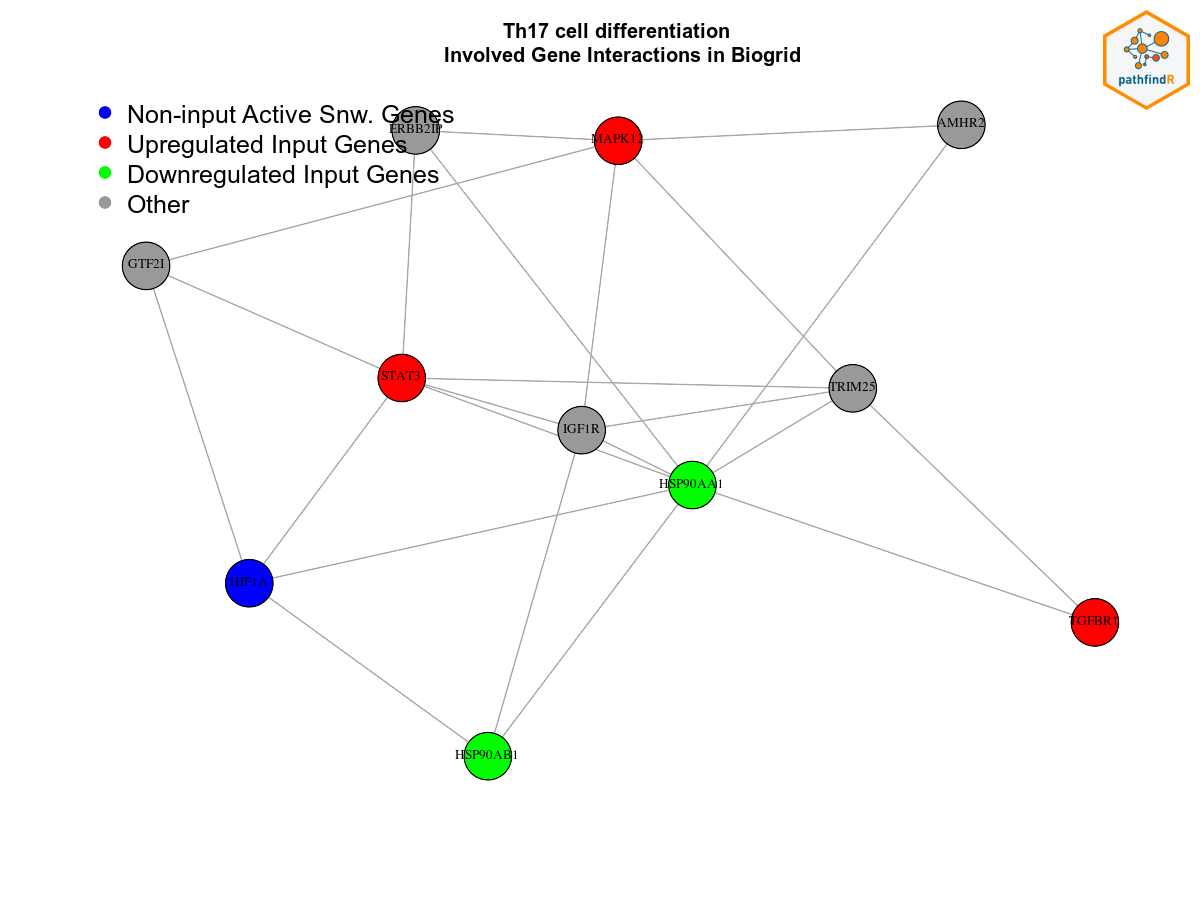 Th17 cell differentiation
Involved Gene Interactions in Biogrid
pathfindR
Non-input Active Snw. Genes
Upregulated Input Genes
Downregulated Input Genes
Other
ERBB2IP
MAPK12
AMHR2
GTF2I
STAT3
TRIM25
IGF1R
HSP90AA1
HIF1A
TGFBR1
HSP90AB1